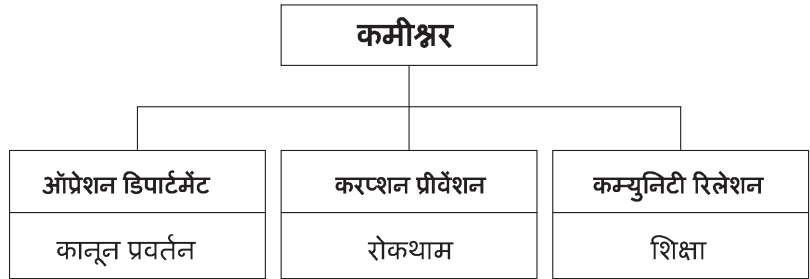 कमीश्नर
ऑप्रेशन डिपार्टमेंट
करप्शन प्रीवेंशन
कम्युनिटी रिलेशन
कानून प्रवर्तन
रोकथाम
शिक्षा